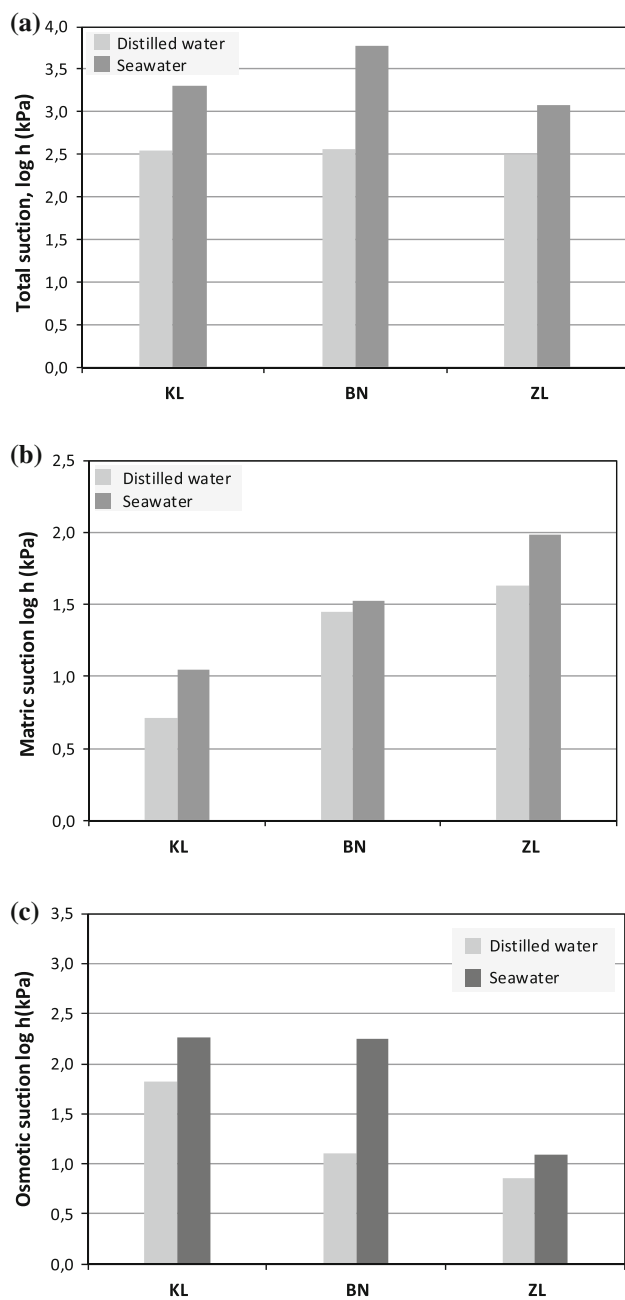 (a)
4,0
3,5
3,0
2,5
2,0
1,5
1,0
0,5
0,0
Total suction, log h (kPa)
Distilled water
Seawater
KL BN ZL
(b)
2,5
2,0
1,5
1,0
0,5
0,0
Matric suction log h (kPa)
Distilled water
Seawater
KL BN ZL
(c)
3,5
3,0
2,5
2,0
1,5
1,0
0,5
0,0
Osmotic suction log h(kPa)
Distilled water
Seawater
KL BN ZL